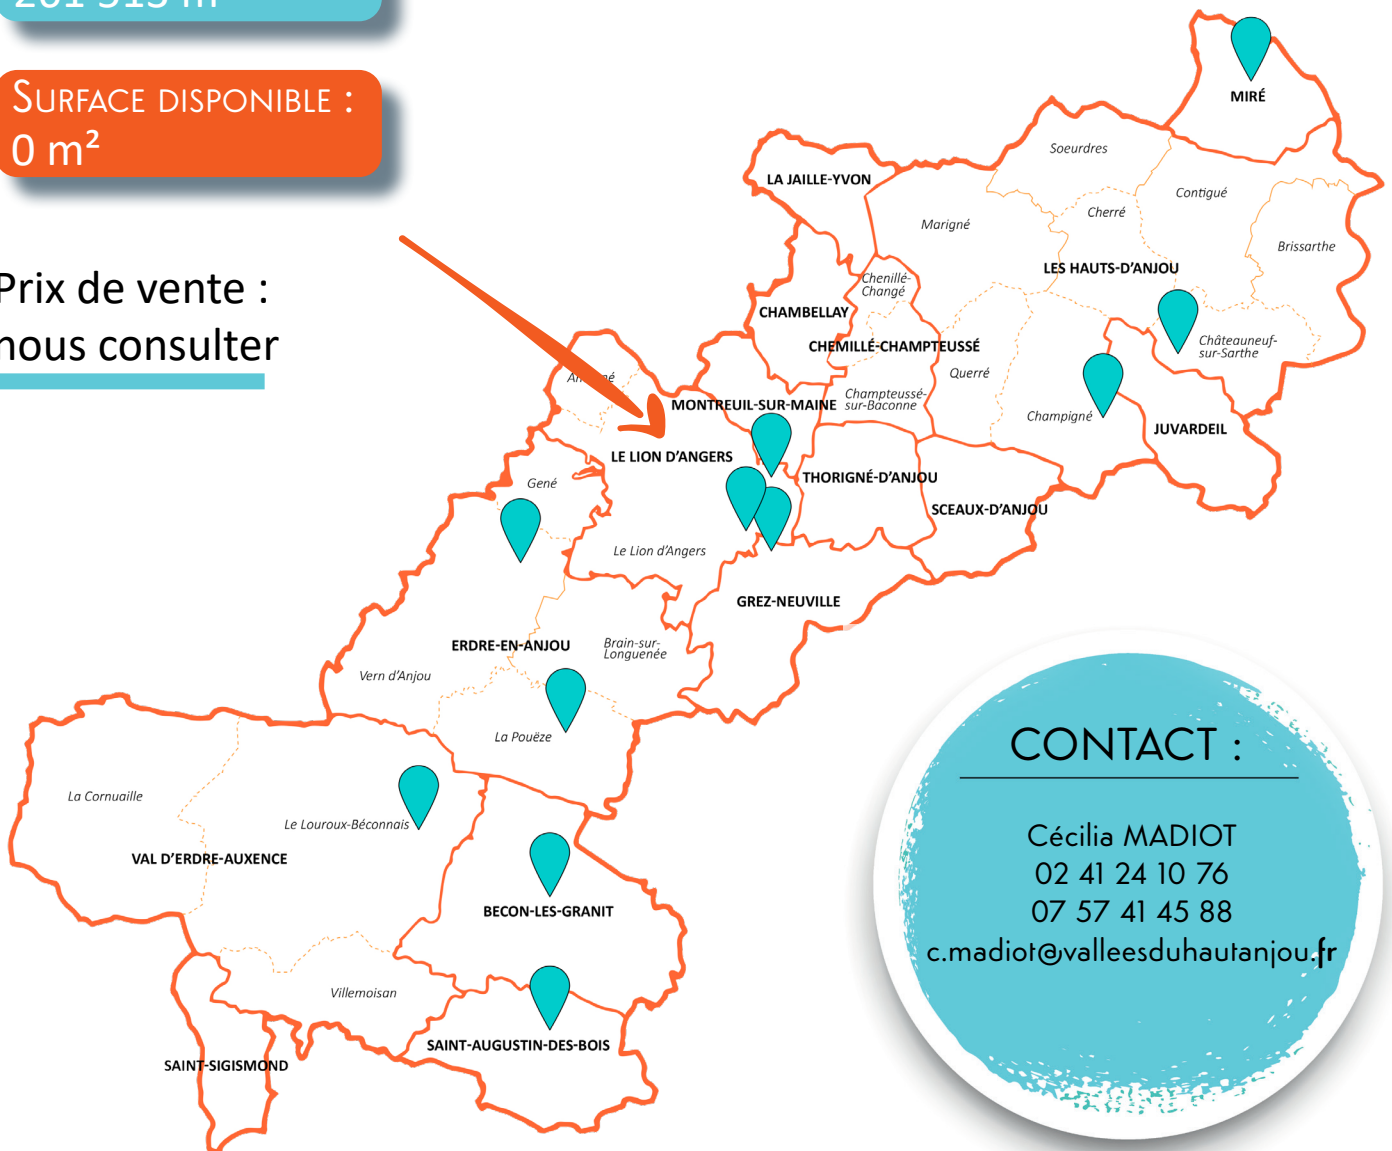 261 513 m
SURFACE DISPONIBLE :
0 m²
Prix de vente :
nous consulter
MIRÉ
Soeurdres
LA JAILLE-YVON
Contigué
Cherré
Marigné
Brissarthe
LES HAUTS-D'ANJOU
Chenillé-
Changé
CHAMBELLAY
Châteauneuf-
sur-Sarthe
CHEMILLÉ-CHAMPTEUSSÉ
Querré
Champteussé-
sur-Baconne
MONTREUIL-SUR-MAINE
Champigné
JUVARDEIL
LE LION D'ANGERS
THORIGNÉ-D'ANJOU
Gené
SCEAUX-D'ANJOU
Le Lion d'Angers
GREZ-NEUVILLE
ERDRE-EN-ANJOU
Brain-sur-
Longuenée
Vern d'Anjou
La Pouëze
La Cornuaille
Le Louroux-Béconnais
VAL D'ERDRE-AUXENCE
BECON-LES-GRANIT
Villemoisan
SAINT-AUGUSTIN-DES-BOIS
SAINT-SIGISMOND
CONTACT :
Cécilia MADIOT
02 41 24 10 76
07 57 41 45 88
c.madiot@valleesduhautanjou.fr